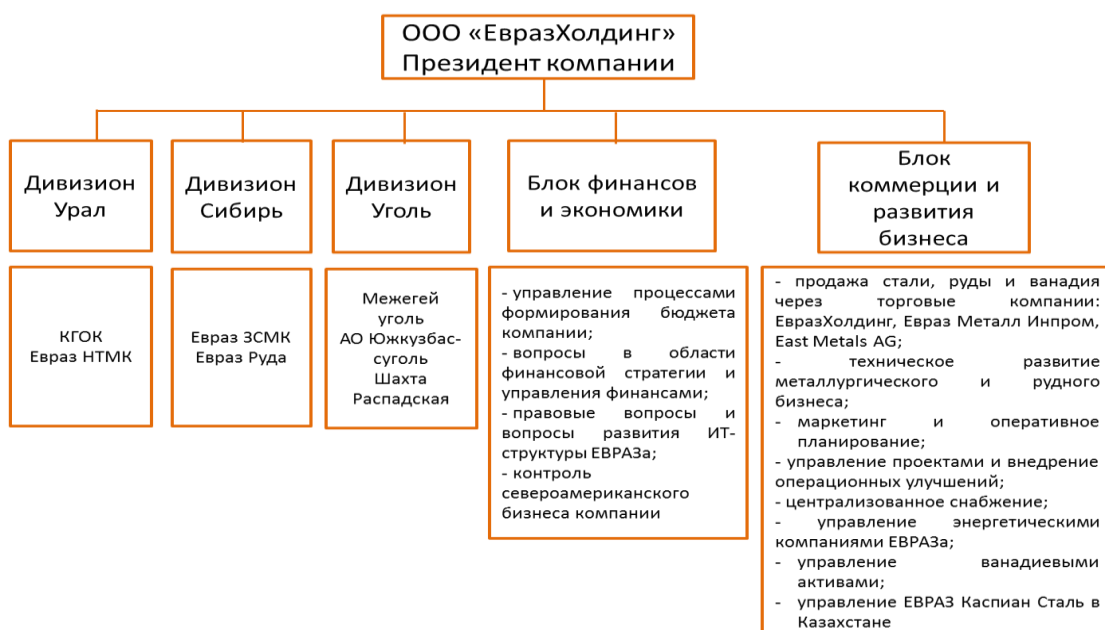 ООО «ЕвразХолдинг»
Президент компании
Дивизион
Урал
Дивизион
Сибирь
Дивизион
Уголь
Блок финансов
и экономики
Блок
коммерции и
развития
бизнеса
КГОК
Евраз НТМК
Евраз ЗСМК
Евраз Руда
Межегей
уголь
АО Южкузбас-
суголь
Шахта
Распадская
- управление процессами
формирования бюджета
компании;
- вопросы в области
финансовой стратегии и
управления финансами;
- правовые вопросы и
вопросы развития ИТ-
структуры ЕВРАЗа;
- контроль
североамериканского
бизнеса компании
- продажа стали, руды и ванадия
через торговые компании:
ЕвразХолдинг, Евраз Металл Инпром,
East Metals AG;
- техническое развитие
металлургического и рудного
бизнеса;
- маркетинг и оперативное
планирование;
- управление проектами и внедрение
операционных улучшений;
- централизованное снабжение;
- управление энергетическими
компаниями ЕВРАЗа;
- управление ванадиевыми
активами;
- управление ЕВРАЗ Каспиан Сталь в
Казахстане